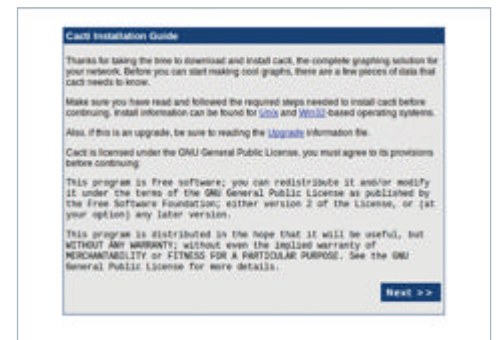 Cacti Installation Guide
Thanks for taking the time to download and install cacti, the complete graphing solution for
your network. Before you can start making cool graphs, there are a few pieces of data that
cacti needs to know.
Make sure you have read and followed the required steps needed to install cacti before
continuing. Install information can be found for Unix and Win32-based operating systems.
Also, if this is an upgrade, be sure to reading the Upgrade information file.
Cacti is licensed under the GNU General Public License, you must agree to its provisions
before continuing:
This program is free software; you can redistribute it and/or modify
it under the terms of the GNU General Public License as published by
the Free Software Foundation; either version 2 of the License, or (at
your option) any later version.
This program is distributed in the hope that it will be useful, but
WITHOUT ANY WARRANTY; without even the implied warranty of
MERCHANTABILITY or FITNESS FOR A PARTICULAR PURPOSE. See the GNU
General Public License for more details.
Next >>